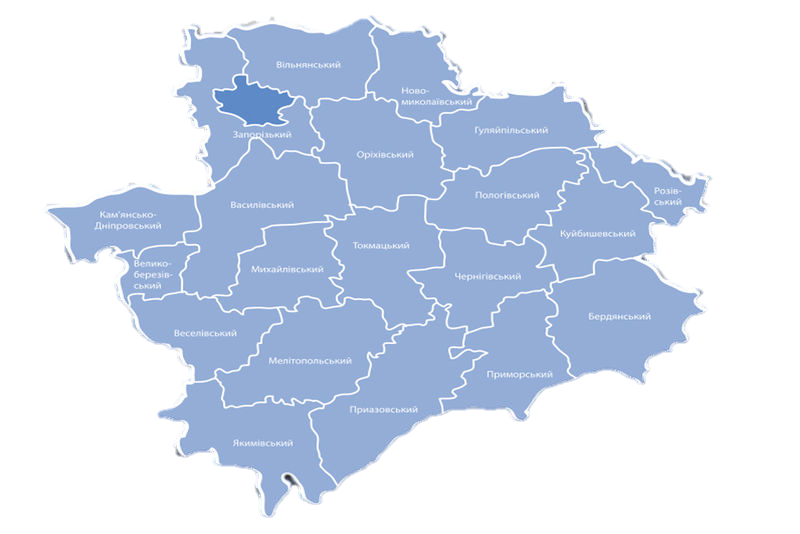 Вільнянський
Ново-
миколаївський
Запорізький
Гуляйпільський
Оріхівський
Розів-
ський
Пологівський
Василівський
Кам'янсько-
Дніпровський
Куйбишевський
Токмацький
Велико-
березів-
ський
Михайлівський
Чернігівський
Бердянський
Веселівський
Мелітопольський
Приморський
Приазовський
Якимівський